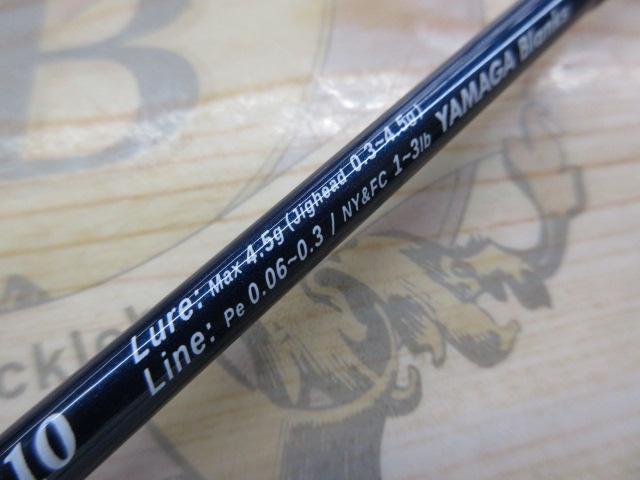 Lure: Max 4.5g (Jighead 0.3~4.5g)
Line: Pe 0.06~0.3 / NY&FC 1~3lb YAMAGA Blanks
10
B
ckle